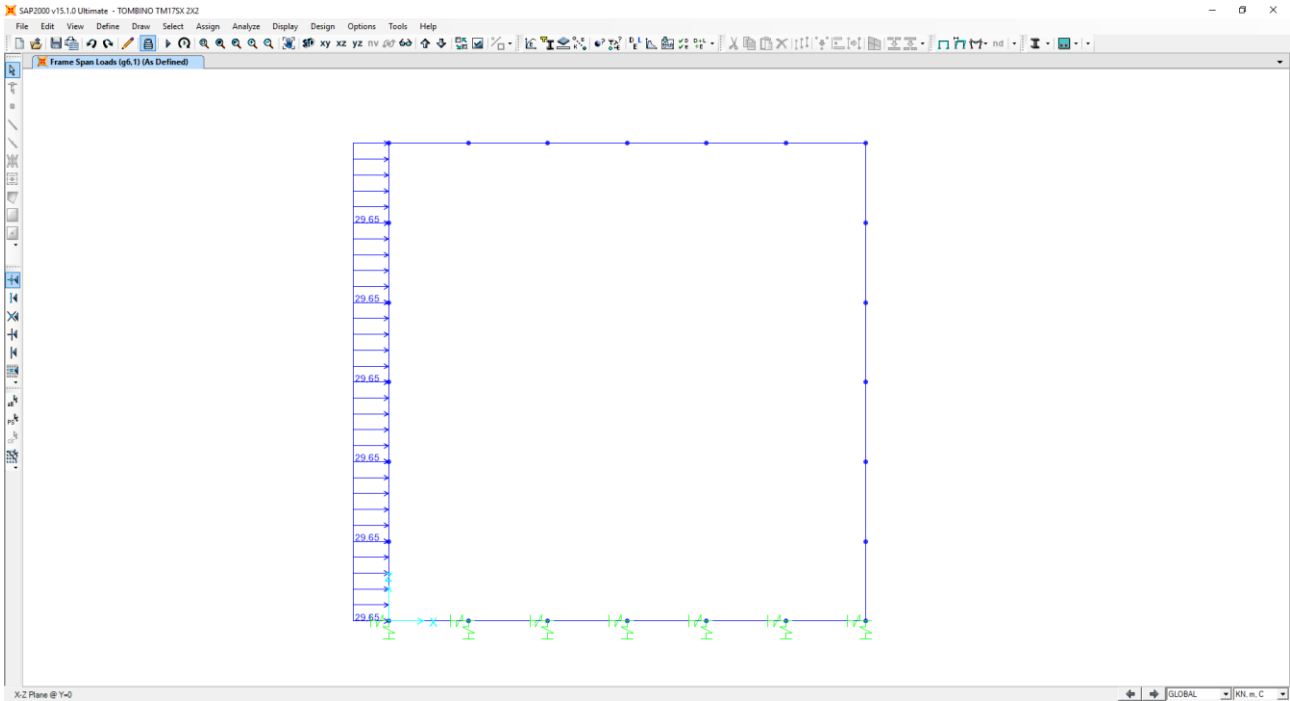 SAP2000 v15.1.0 Ultimate - TOMBINO TM17SX 2X2
File Edit View Define Draw Select Assign Analyze Display Design Options Tools Help
xy xz yz nv nd
Frame Span Loads (g6,1) (As Defined)
29.65
29.65
29.65
29.65
29.65
29.65
X
X-Z Plane @ Y=0
GLOBAL
KN, m, C